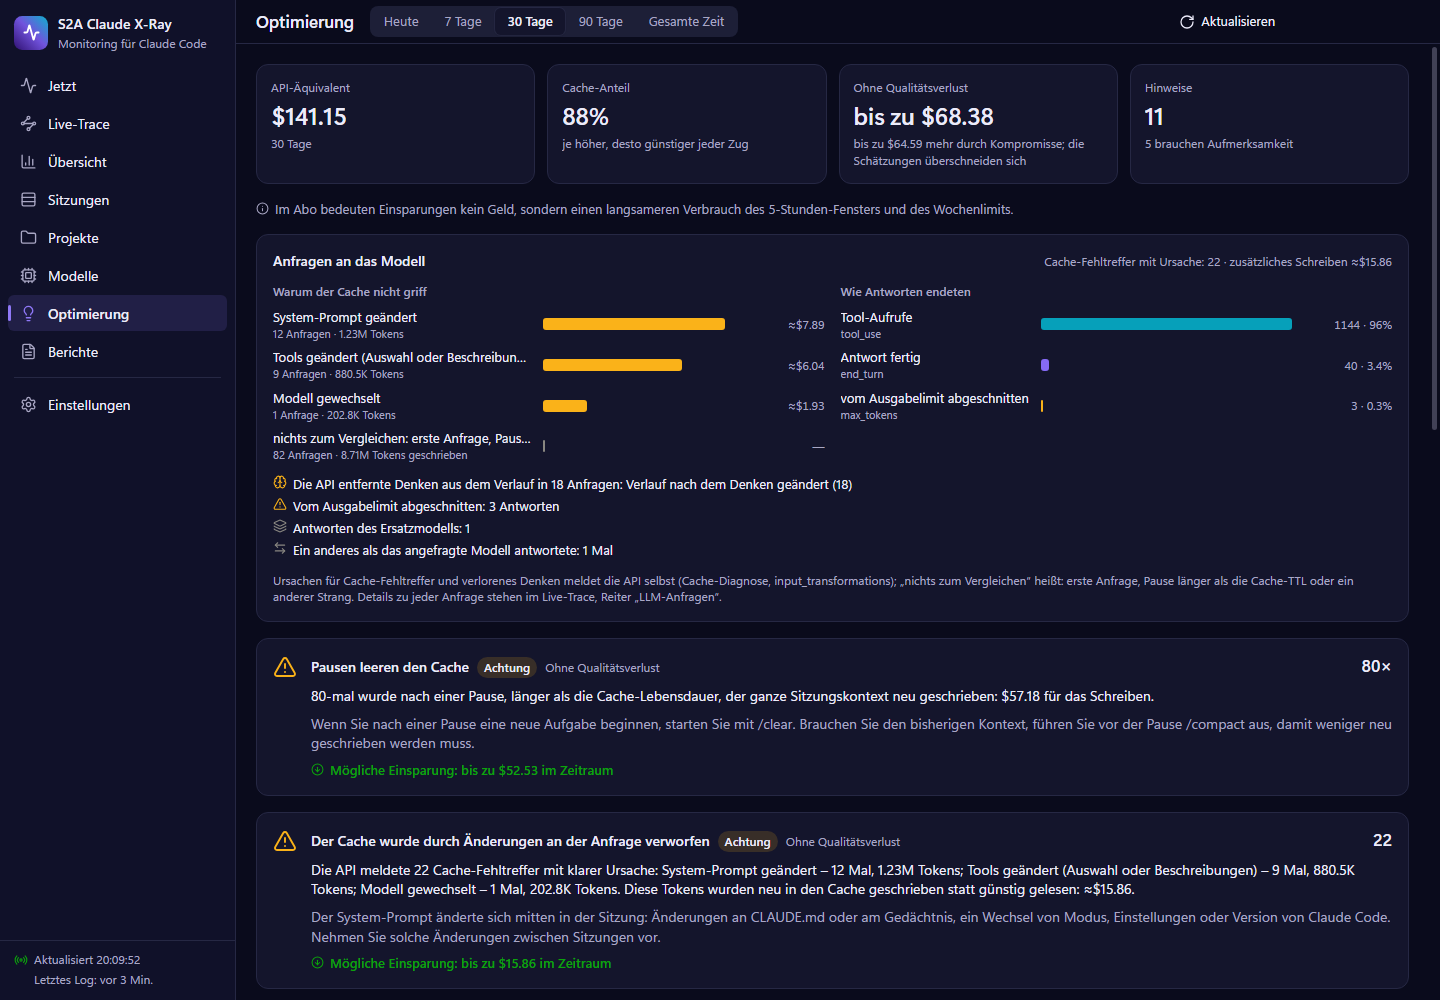 S2A Claude X-Ray
Monitoring für Claude Code
Jetzt
Live-Trace
Übersicht
Sitzungen
Projekte
Modelle
Optimierung
Berichte
Einstellungen
Aktualisiert 20:09:52
Letztes Log: vor 3 Min.
Optimierung
Heute
7 Tage
30 Tage
90 Tage
Gesamte Zeit
Aktualisieren
API-Äquivalent
$141.15
30 Tage
Cache-Anteil
88%
je höher, desto günstiger jeder Zug
Ohne Qualitätsverlust
bis zu $68.38
bis zu $64.59 mehr durch Kompromisse; die
Schätzungen überschneiden sich
Hinweise
11
5 brauchen Aufmerksamkeit
Im Abo bedeuten Einsparungen kein Geld, sondern einen langsameren Verbrauch des 5-Stunden-Fensters und des Wochenlimits.
Anfragen an das Modell
Cache-Fehltreffer mit Ursache: 22 · zusätzliches Schreiben ≈$15.86
Warum der Cache nicht griff
System-Prompt geändert
12 Anfragen · 1.23M Tokens
≈$7.89
Tools geändert (Auswahl oder Beschreibun...
9 Anfragen · 880.5K Tokens
≈$6.04
Modell gewechselt
1 Anfrage · 202.8K Tokens
≈$1.93
nichts zum Vergleichen: erste Anfrage, Paus...
82 Anfragen · 8.71M Tokens geschrieben
—
Wie Antworten endeten
Tool-Aufrufe
tool_use
1144 · 96%
Antwort fertig
end_turn
40 · 3.4%
vom Ausgabelimit abgeschnitten
max_tokens
3 · 0.3%
Die API entfernte Denken aus dem Verlauf in 18 Anfragen: Verlauf nach dem Denken geändert (18)
Vom Ausgabelimit abgeschnitten: 3 Antworten
Antworten des Ersatzmodells: 1
Ein anderes als das angefragte Modell antwortete: 1 Mal
Ursachen für Cache-Fehltreffer und verlorenes Denken meldet die API selbst (Cache-Diagnose, input_transformations); „nichts zum Vergleichen“ heißt: erste Anfrage, Pause länger als die Cache-TTL oder ein
anderer Strang. Details zu jeder Anfrage stehen im Live-Trace, Reiter „LLM-Anfragen“.
Pausen leeren den Cache
Achtung
Ohne Qualitätsverlust
80×
80-mal wurde nach einer Pause, länger als die Cache-Lebensdauer, der ganze Sitzungskontext neu geschrieben: $57.18 für das Schreiben.
Wenn Sie nach einer Pause eine neue Aufgabe beginnen, starten Sie mit /clear. Brauchen Sie den bisherigen Kontext, führen Sie vor der Pause /compact aus, damit weniger neu
geschrieben werden muss.
Mögliche Einsparung: bis zu $52.53 im Zeitraum
Der Cache wurde durch Änderungen an der Anfrage verworfen
Achtung
Ohne Qualitätsverlust
22
Die API meldete 22 Cache-Fehltreffer mit klarer Ursache: System-Prompt geändert – 12 Mal, 1.23M Tokens; Tools geändert (Auswahl oder Beschreibungen) – 9 Mal, 880.5K
Tokens; Modell gewechselt – 1 Mal, 202.8K Tokens. Diese Tokens wurden neu in den Cache geschrieben statt günstig gelesen: ≈$15.86.
Der System-Prompt änderte sich mitten in der Sitzung: Änderungen an CLAUDE.md oder am Gedächtnis, ein Wechsel von Modus, Einstellungen oder Version von Claude Code.
Nehmen Sie solche Änderungen zwischen Sitzungen vor.
Mögliche Einsparung: bis zu $15.86 im Zeitraum